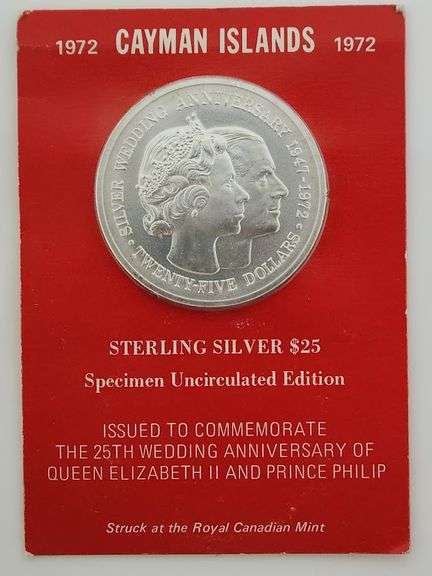 1972 CAYMAN ISLANDS 1972
SILVER WEDDING ANNIVERSARY 1947-1972
TWENTY-FIVE DOLLARS
STERLING SILVER $25
Specimen Uncirculated Edition
ISSUED TO COMMEMORATE
THE 25TH WEDDING ANNIVERSARY OF
QUEEN ELIZABETH II AND PRINCE PHILIP
Struck at the Royal Canadian Mint